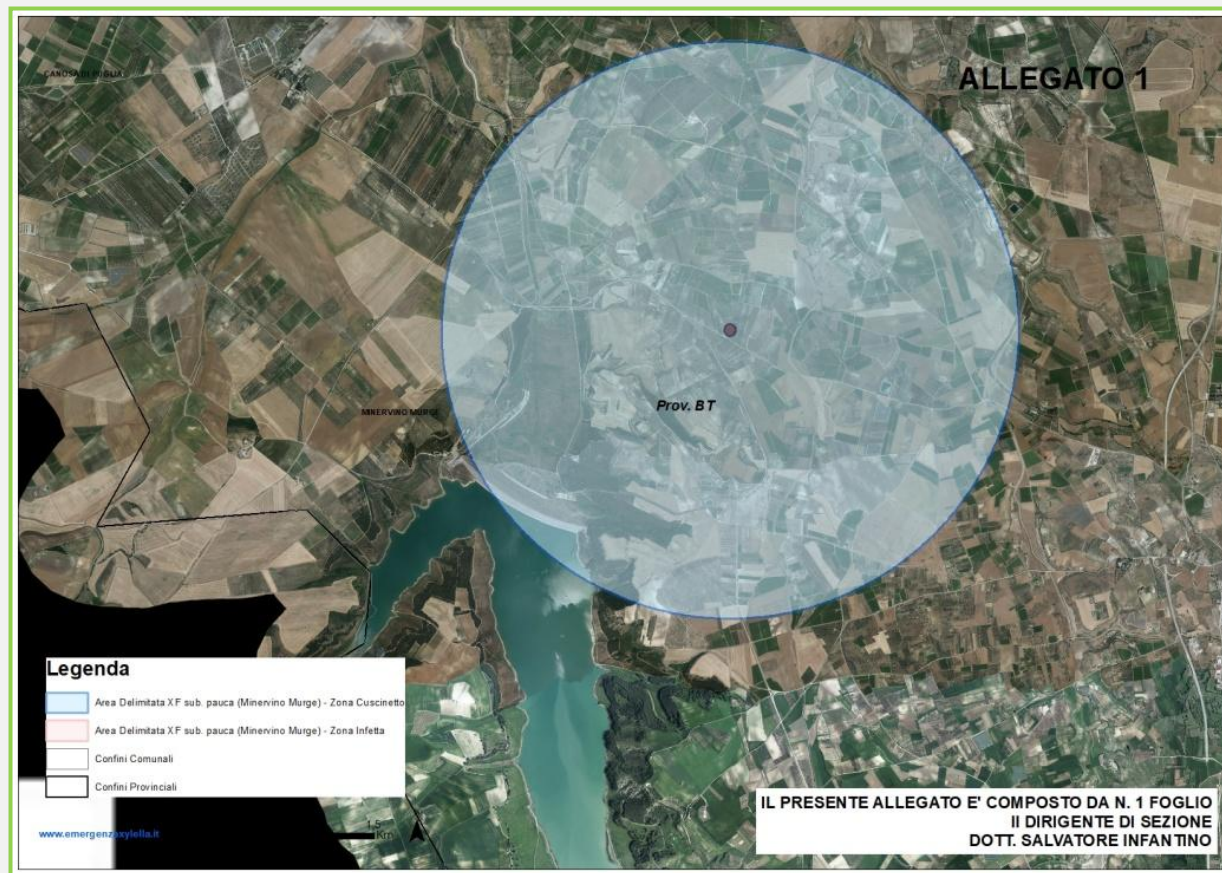 CANOSA DI PUGLIA
ALLEGATO 1
Prov. BT
MINERVINO MURGE
Legenda
Area Delimitata XF sub. pauca (Minervino Murge) - Zona Cuscinetto
Area Delimitata XF sub. pauca (Minervino Murge) - Zona Infetta
Confini Comunali
Confini Provinciali
www.emergenzaxylella.it
1,5
Km
IL PRESENTE ALLEGATO E' COMPOSTO DA N. 1 FOGLIO
Il DIRIGENTE DI SEZIONE
DOTT. SALVATORE INFANTINO